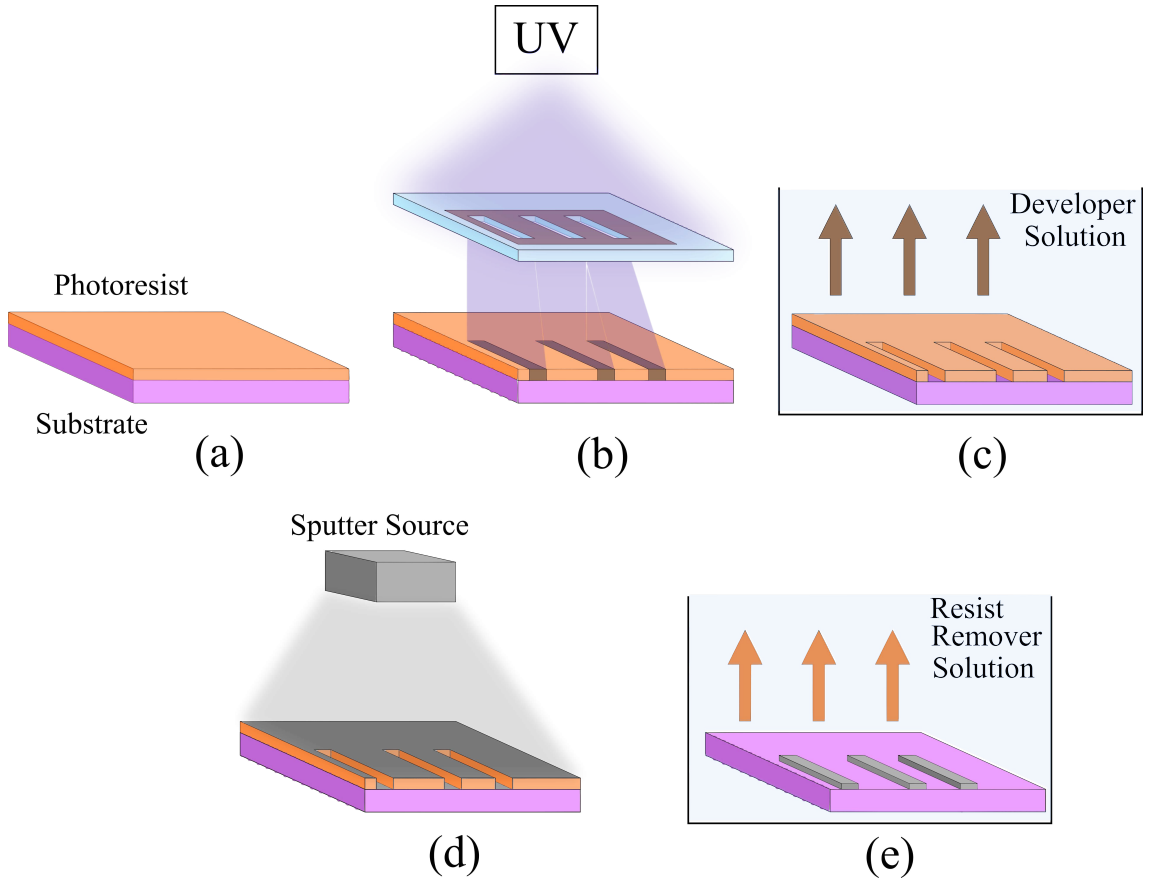 UV
Photoresist
Substrate
(a)
(b)
Developer
Solution
(c)
Sputter Source
(d)
Resist
Remover
Solution
(e)